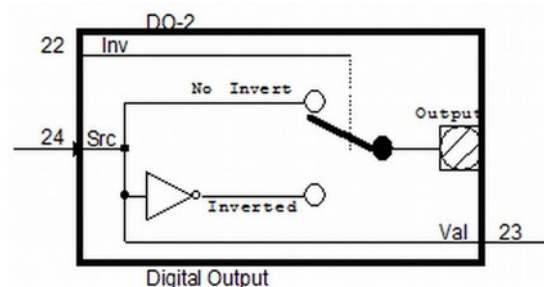 DO-2
22 Inv
No Invert
Output
24 Src
Inverted
Val 23
Digital Output